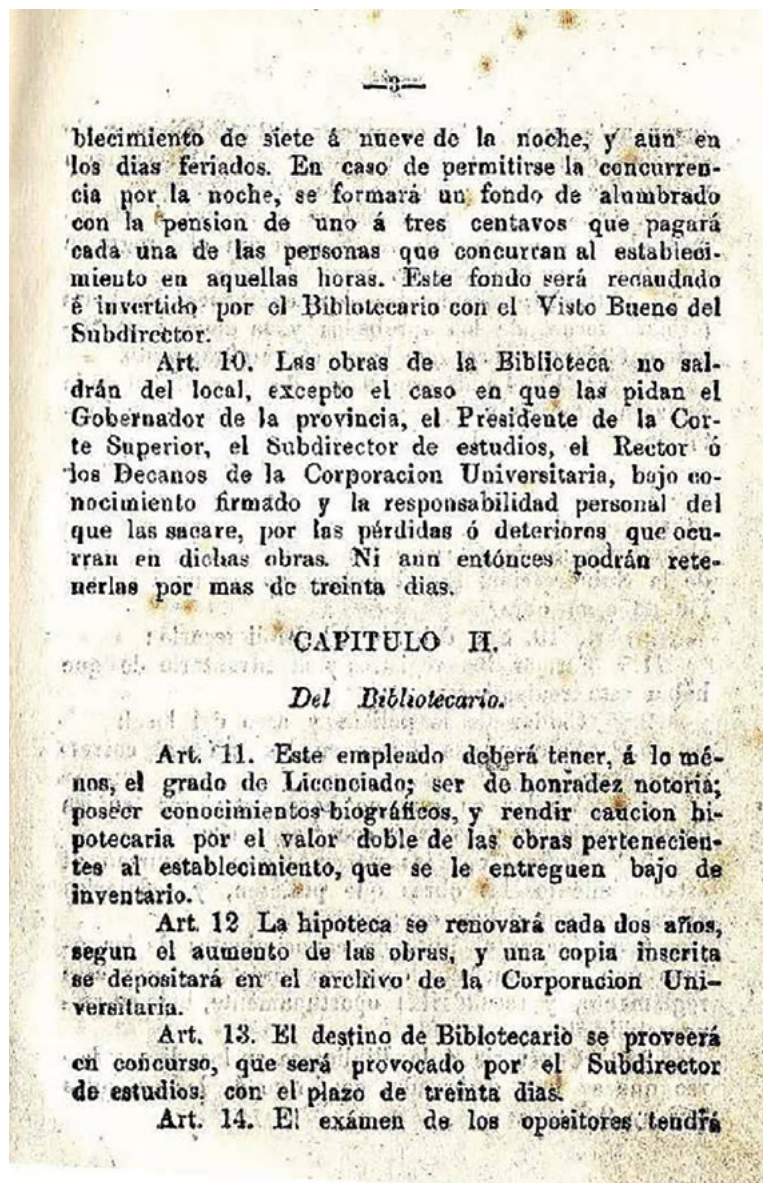 —3—
blecimiento de siete á nueve de la noche, y aun en
los dias feriados. En caso de permitirse la concurren-
cia por la noche, se formará un fondo de alumbrado
con la pension de uno á tres centavos que pagará
cada una de las personas que concurran al estableci-
miento en aquellas horas. Este fondo será recaudado
é invertido por el Biblotecario con el Visto Bueno del
Subdirector.
Art. 10. Las obras de la Biblioteca no sal-
drán del local, excepto el caso en que las pidan el
Gobernador de la provincia, el Presidente de la Cor-
te Superior, el Subdirector de estudios, el Rector ó
los Decanos de la Corporacion Universitaria, bajo co-
nocimiento firmado y la responsabilidad personal del
que las sacare, por las pérdidas ó deterioros que ocu-
rran en dichas obras. Ni aun entónces podrán rete-
nerlas por mas de treinta dias.
CAPITULO II.
Del Bibliotecario.
Art. 11. Este empleado deberá tener, á lo mé-
nos, el grado de Licenciado; ser de honradez notoria;
poseer conocimientos biográficos, y rendir caucion hi-
potecaria por el valor doble de las obras pertenecien-
tes al establecimiento, que se le entreguen bajo de
inventario.
Art. 12 La hipoteca se renovará cada dos años,
segun el aumento de las obras, y una copia inscrita
se depositará en el archivo de la Corporacion Uni-
versitaria.
Art. 13. El destino de Biblotecario se proveerá
en concurso, que será provocado por el Subdirector
de estudios, con el plazo de treinta dias.
Art. 14. El exámen de los opositores tendrá